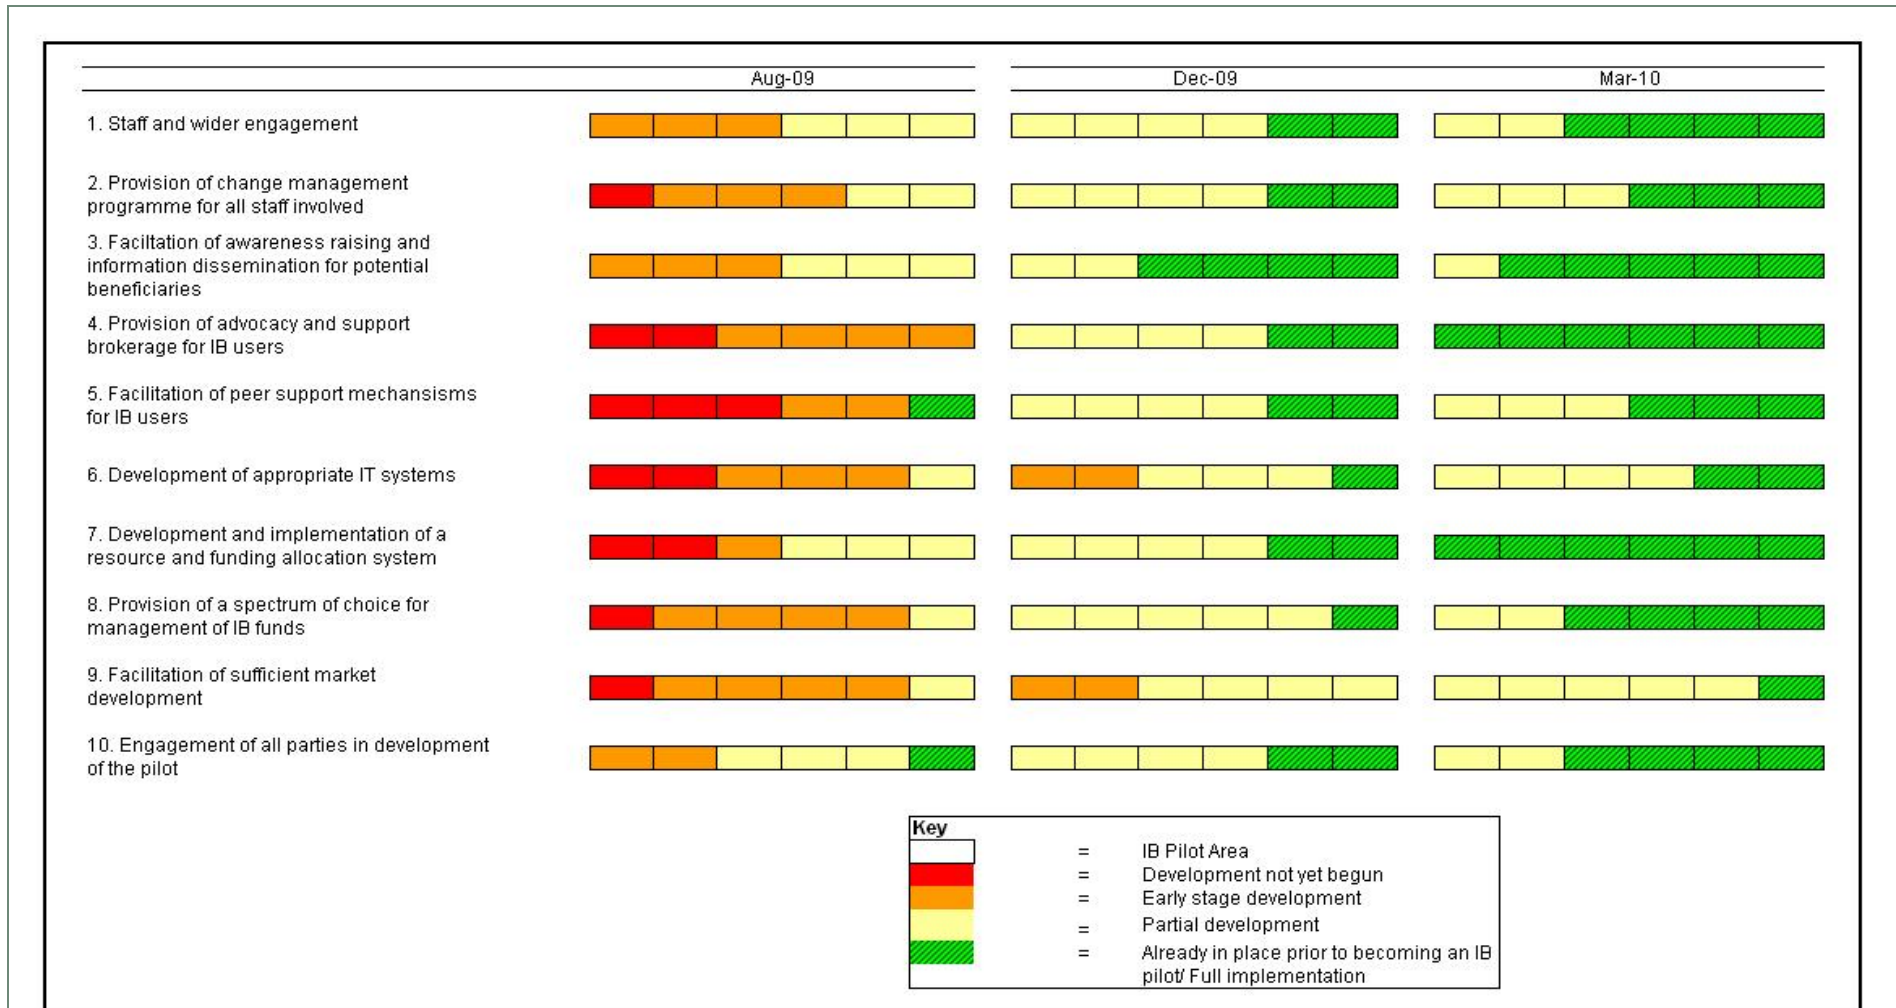 Aug-09
Dec-09
Mar-10
1. Staff and wider engagement
2. Provision of change management
programme for all staff involved
3. Faciltation of awareness raising and
information dissemination for potential
beneficiaries
4. Provision of advocacy and support
brokerage for IB users
5. Facilitation of peer support mechansisms
for IB users
6. Development of appropriate IT systems
7. Development and implementation of a
resource and funding allocation system
8. Provision of a spectrum of choice for
management of IB funds
9. Facilitation of sufficient market
development
10. Engagement of all parties in development
of the pilot
Key
= IB Pilot Area
= Development not yet begun
= Early stage development
= Partial development
= Already in place prior to becoming an IB
pilot/ Full implementation